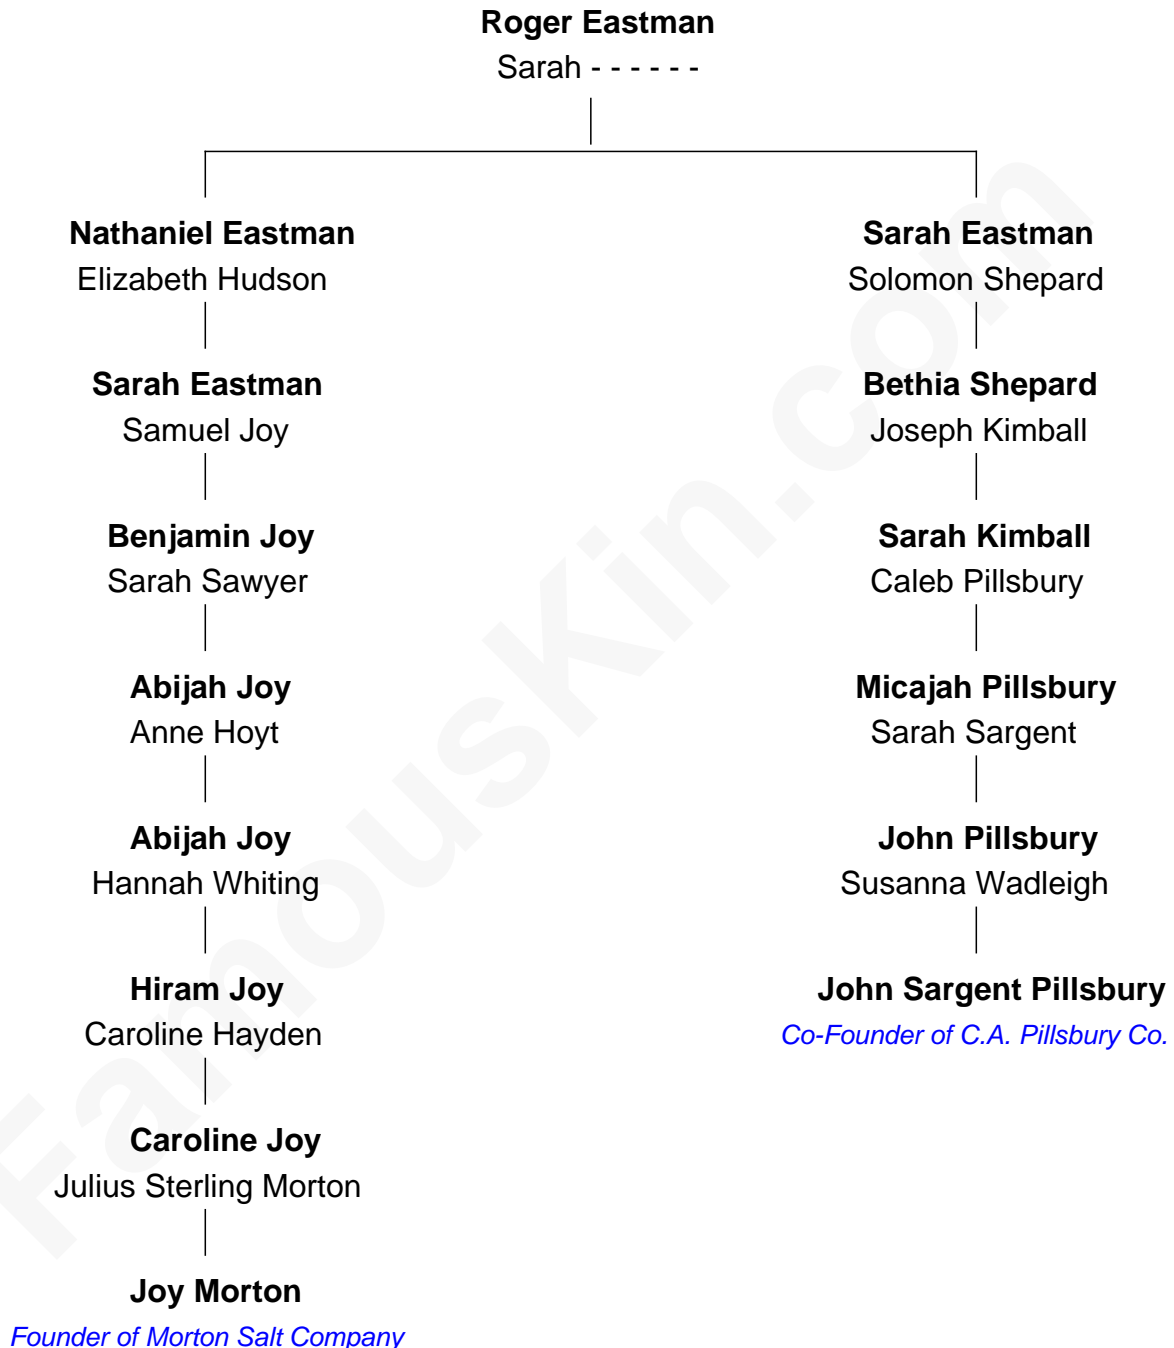 Roger Eastman
Sarah - - - - - -
Nathaniel Eastman
Elizabeth Hudson
Sarah Eastman
Samuel Joy
Benjamin Joy
Sarah Sawyer
Abijah Joy
Anne Hoyt
Abijah Joy
Hannah Whiting
Hiram Joy
Caroline Hayden
Caroline Joy
Julius Sterling Morton
Joy Morton
Founder of Morton Salt Company
Sarah Eastman
Solomon Shepard
Bethia Shepard
Joseph Kimball
Sarah Kimball
Caleb Pillsbury
Micajah Pillsbury
Sarah Sargent
John Pillsbury
Susanna Wadleigh
John Sargent Pillsbury
Co-Founder of C.A. Pillsbury Co.
FamousKin.com